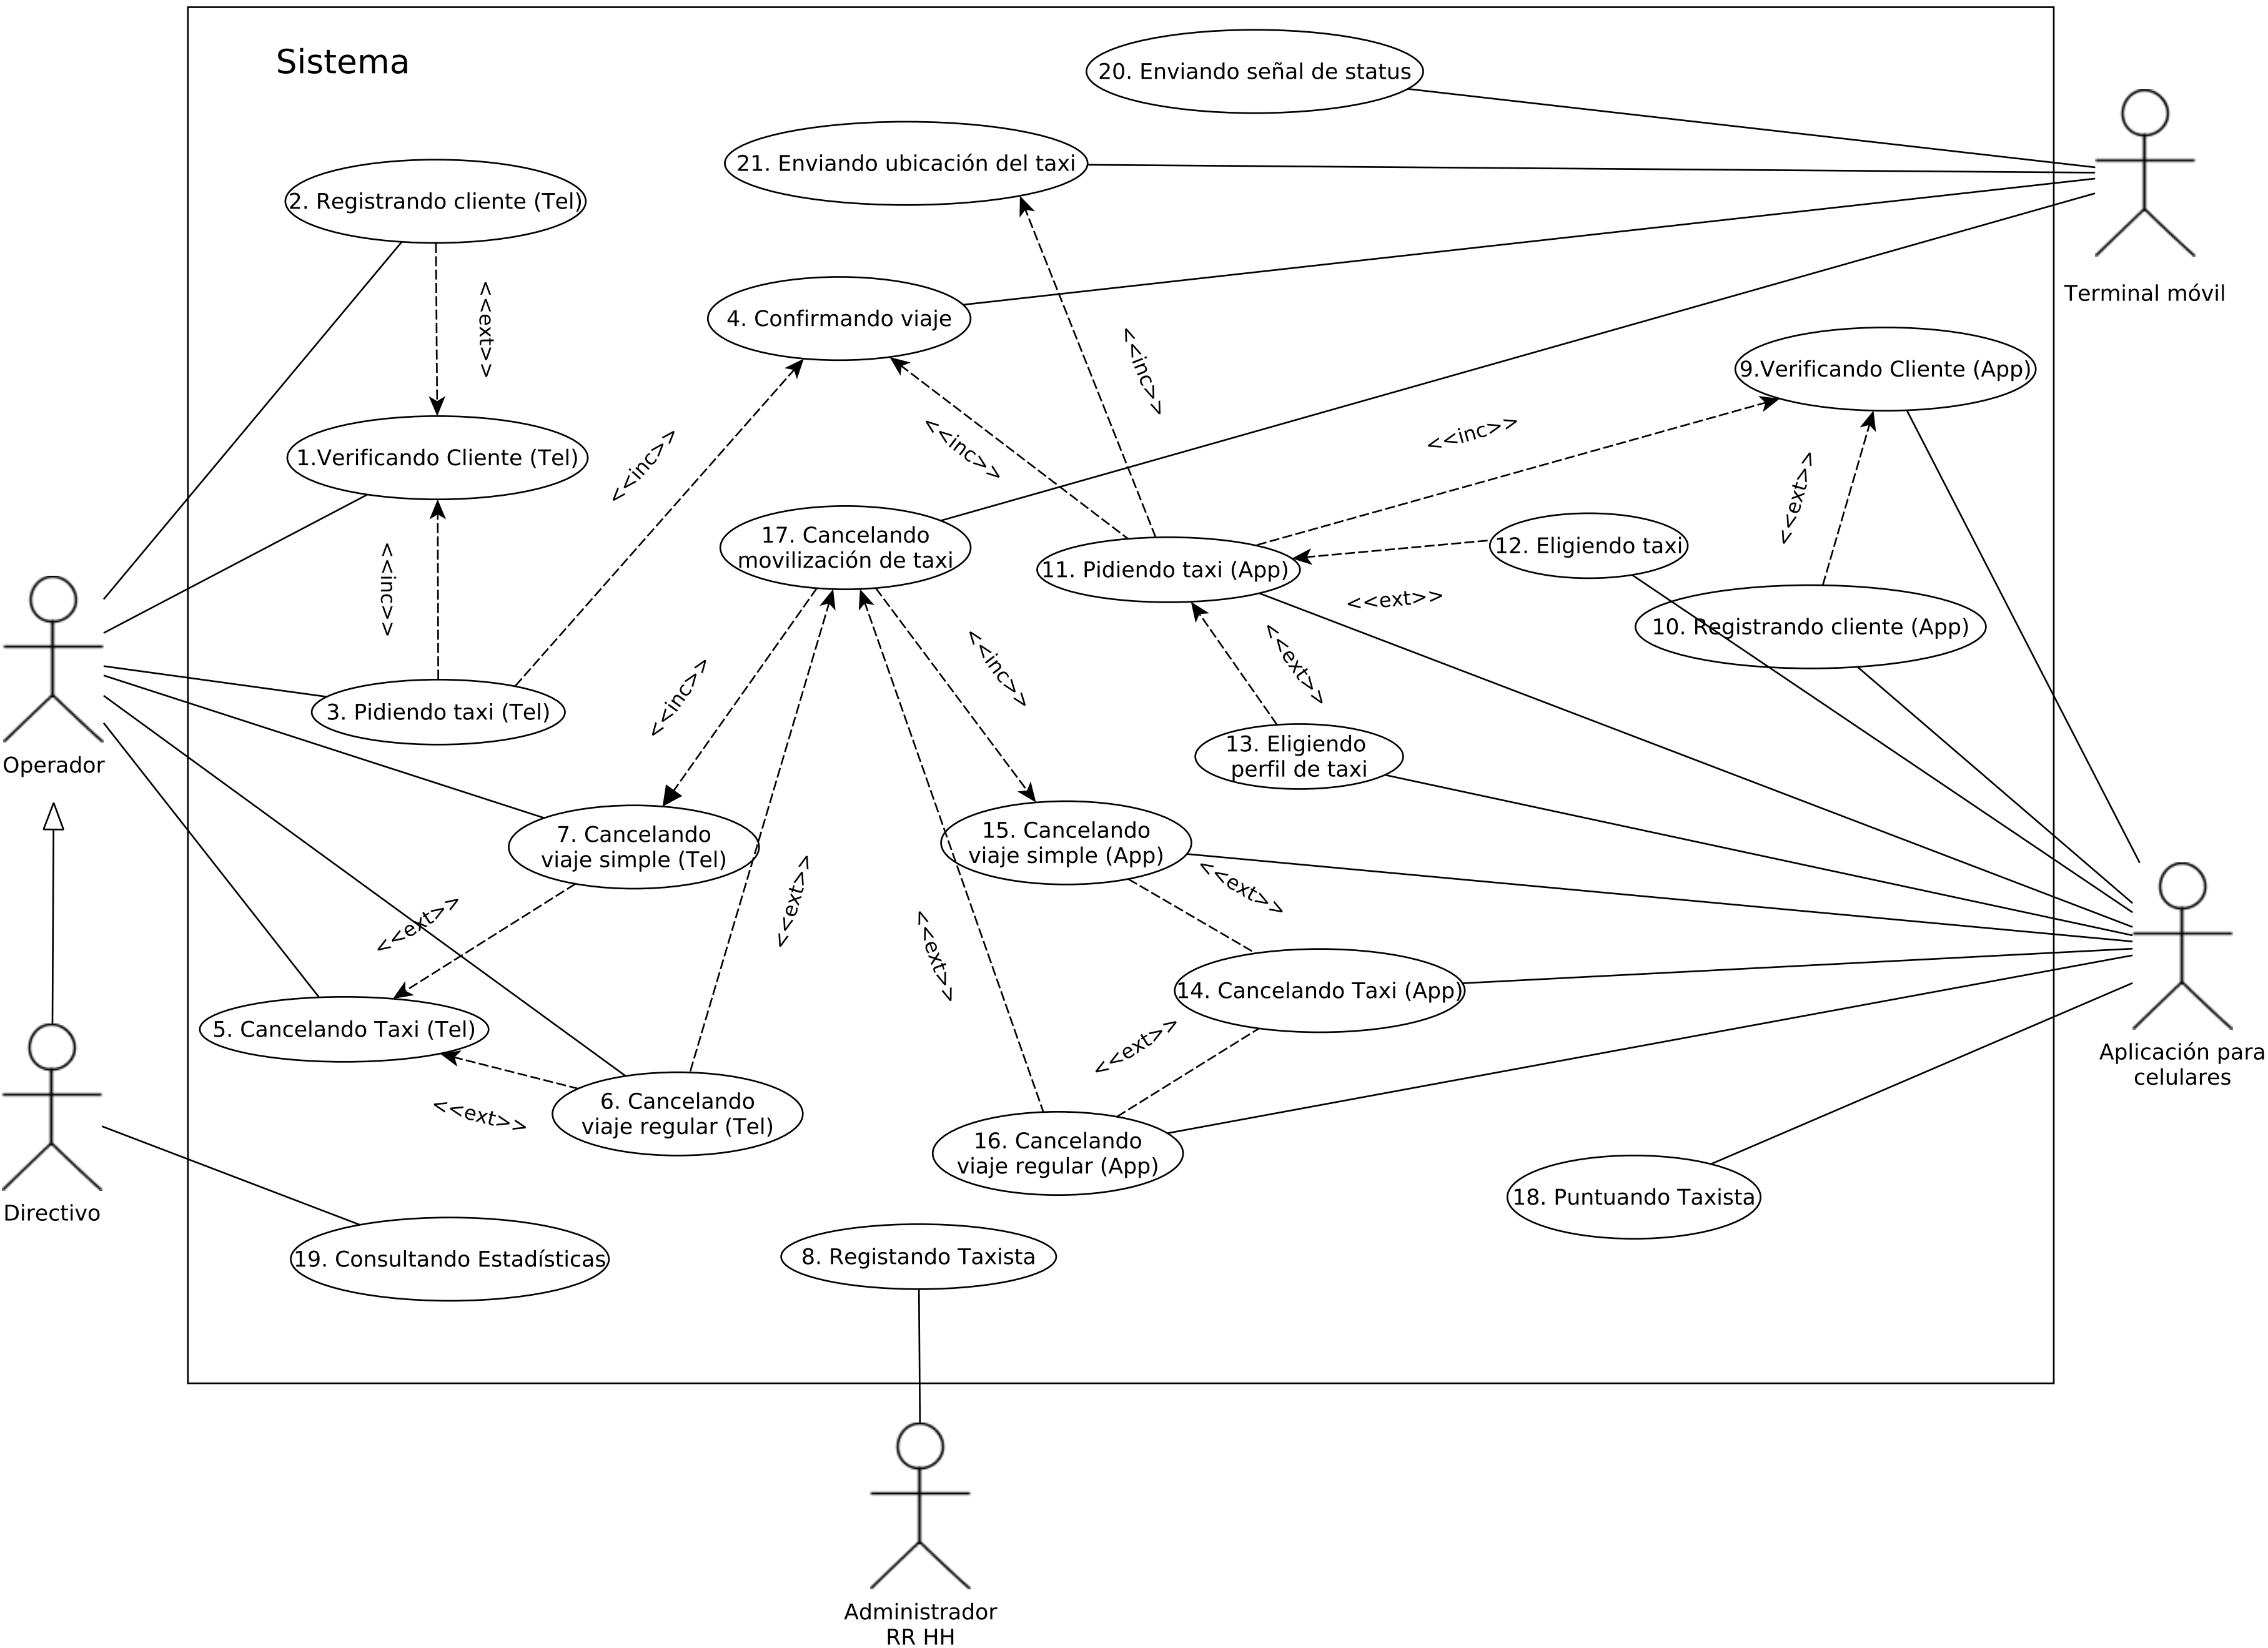 Sistema
20. Enviando señal de status
21. Enviando ubicación del taxi
2. Registrando cliente (Tel)
Terminal móvil
<<ext>>
4. Confirmando viaje
<<inc>>
9.Verificando Cliente (App)
<<inc>>
<<inc>>
<<inc>>
1.Verificando Cliente (Tel)
<<ext>>
17. Cancelando
movilización de taxi
12. Eligiendo taxi
11. Pidiendo taxi (App)
<<inc>>
<<ext>>
10. Registrando cliente (App)
<<inc>>
<<inc>>
<<ext>>
3. Pidiendo taxi (Tel)
13. Eligiendo
perfil de taxi
Operador
7. Cancelando
viaje simple (Tel)
15. Cancelando
viaje simple (App)
<<ext>>
<<ext>>
<<ext>>
<<ext>>
14. Cancelando Taxi (App)
5. Cancelando Taxi (Tel)
<<ext>>
Aplicación para
celulares
<<ext>>
6. Cancelando
viaje regular (Tel)
16. Cancelando
viaje regular (App)
18. Puntuando Taxista
Directivo
19. Consultando Estadísticas
8. Registando Taxista
Administrador
RR HH